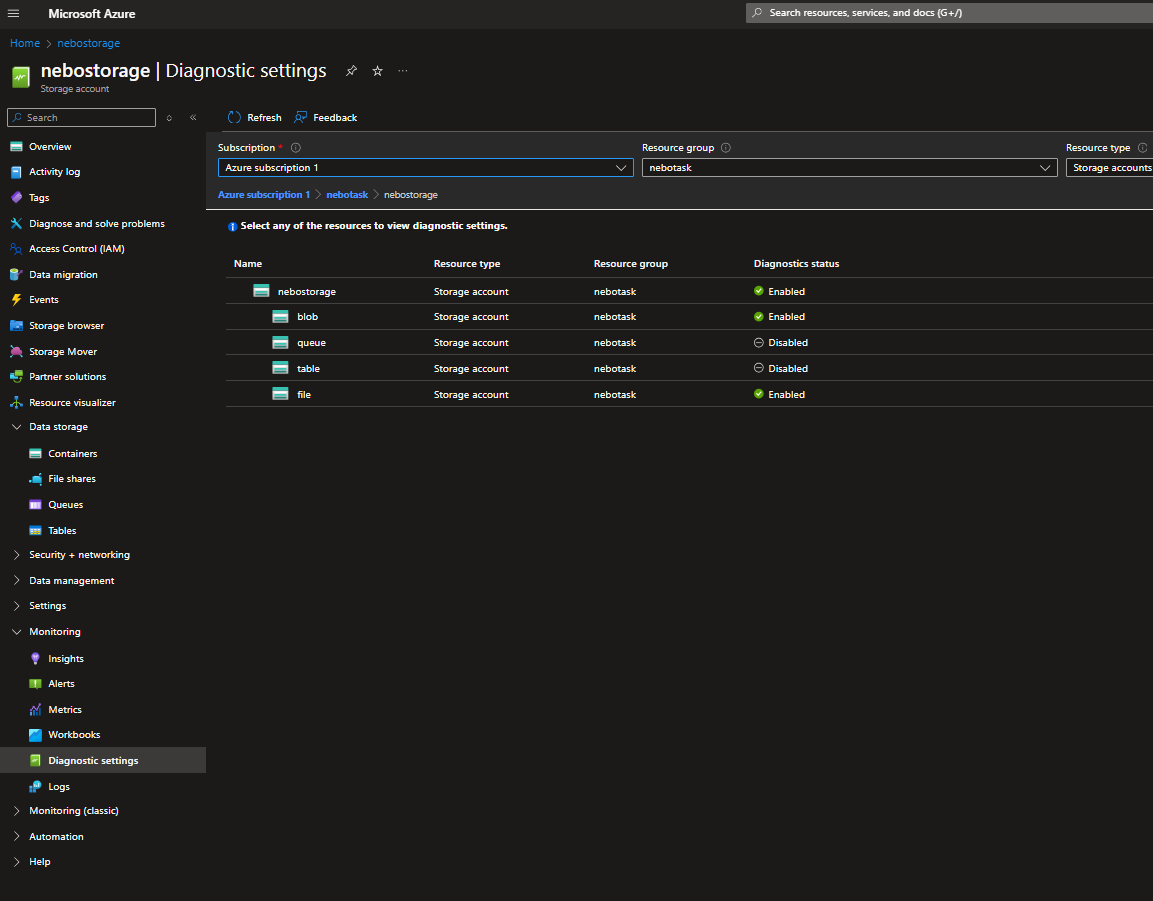 Microsoft Azure
Search resources, services, and docs (G+/)
Home > nebostorage
nebostorage | Diagnostic settings
Storage account
Search
Overview
Activity log
Tags
Diagnose and solve problems
Access Control (IAM)
Data migration
Events
Storage browser
Storage Mover
Partner solutions
Resource visualizer
Data storage
Containers
File shares
Queues
Tables
Security + networking
Data management
Settings
Monitoring
Insights
Alerts
Metrics
Workbooks
Diagnostic settings
Logs
Monitoring (classic)
Automation
Help
Refresh Feedback
Subscription * Resource group Resource type
Azure subscription 1 nebotask Storage accounts
Azure subscription 1 > nebotask > nebostorage
Select any of the resources to view diagnostic settings.
Name Resource type Resource group Diagnostics status
nebostorage Storage account nebotask Enabled
blob Storage account nebotask Enabled
queue Storage account nebotask Disabled
table Storage account nebotask Disabled
file Storage account nebotask Enabled